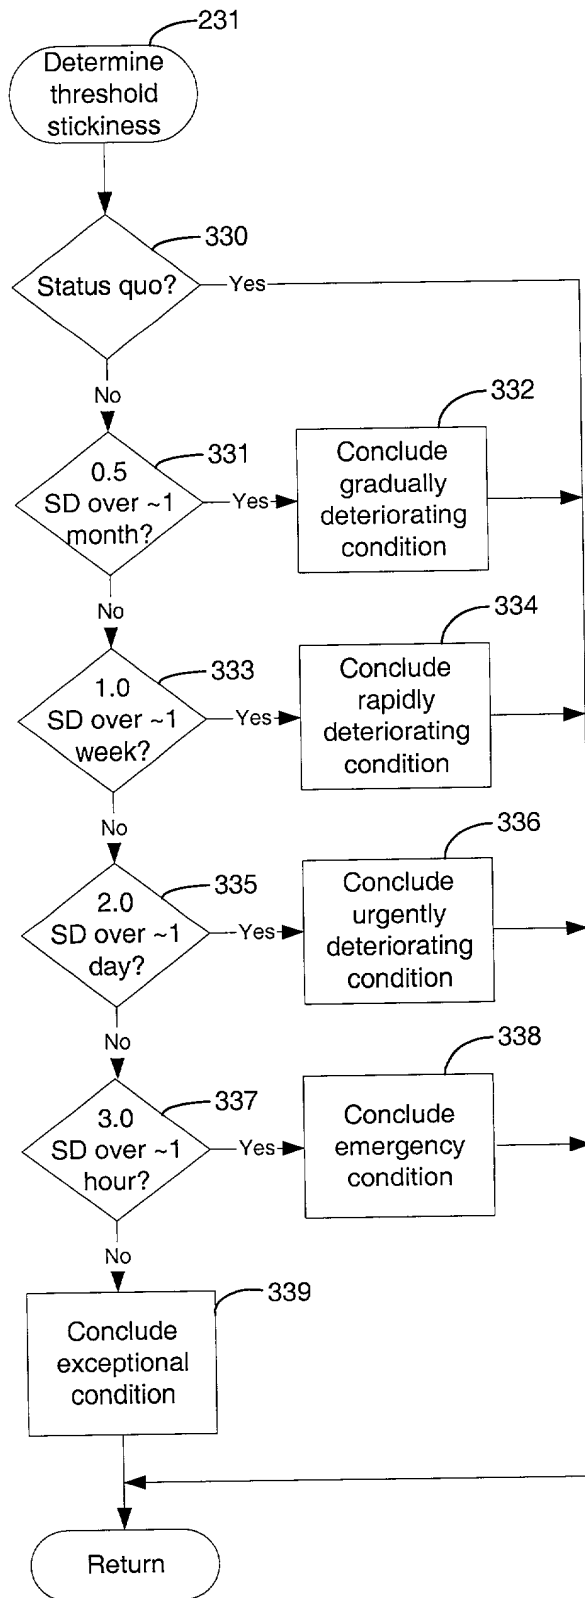 231
Determine
threshold
stickiness
330
Status quo?
Yes
No
332
331
0.5
SD over ~1
month?
Yes
Conclude
gradually
deteriorating
condition
No
334
333
1.0
SD over ~1
week?
Yes
Conclude
rapidly
deteriorating
condition
No
336
335
2.0
SD over ~1
day?
Yes
Conclude
urgently
deteriorating
condition
No
338
337
3.0
SD over ~1
hour?
Yes
Conclude
emergency
condition
No
339
Conclude
exceptional
condition
Return